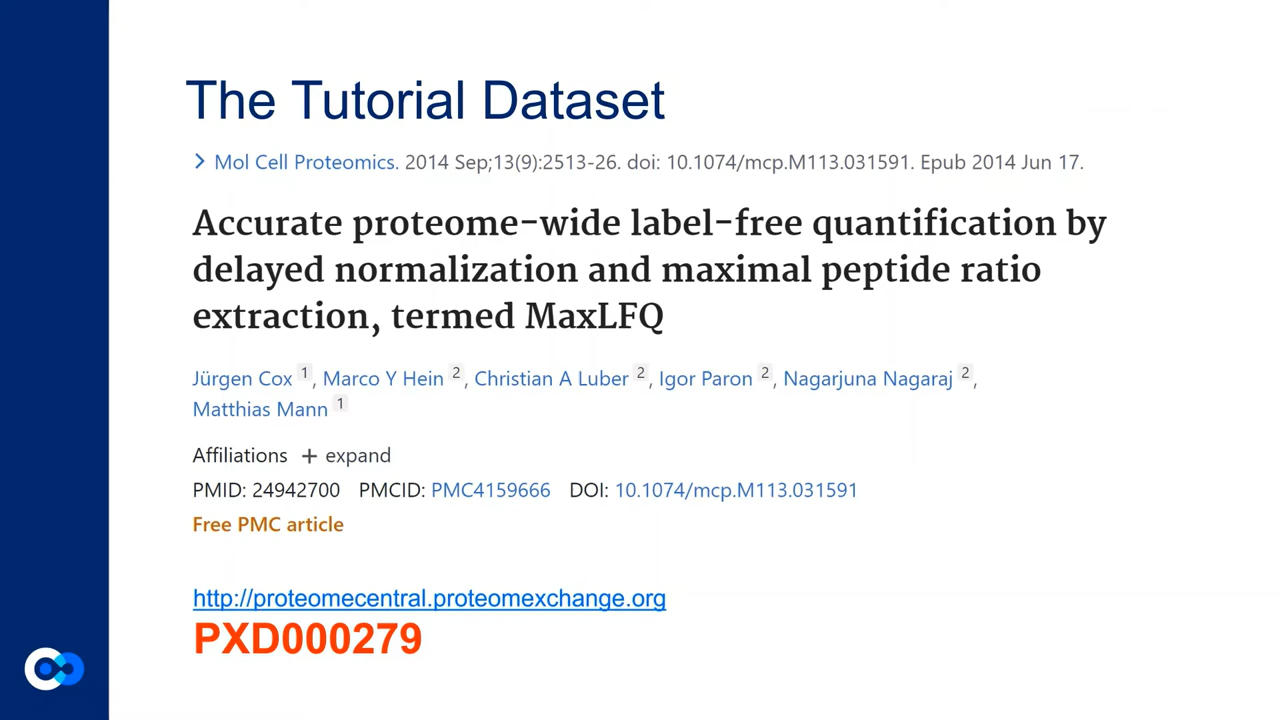 The Tutorial Dataset
> Mol Cell Proteomics. 2014 Sep;13(9):2513-26. doi: 10.1074/mcp.M113.031591. Epub 2014 Jun 17.
Accurate proteome-wide label-free quantification by
delayed normalization and maximal peptide ratio
extraction, termed MaxLFQ
Jürgen Cox 1, Marco Y Hein 2, Christian A Luber 2, Igor Paron 2, Nagarjuna Nagaraj 2,
Matthias Mann 1
Affiliations + expand
PMID: 24942700 PMCID: PMC4159666 DOI: 10.1074/mcp.M113.031591
Free PMC article
http://proteomecentral.proteomexchange.org
PXD000279